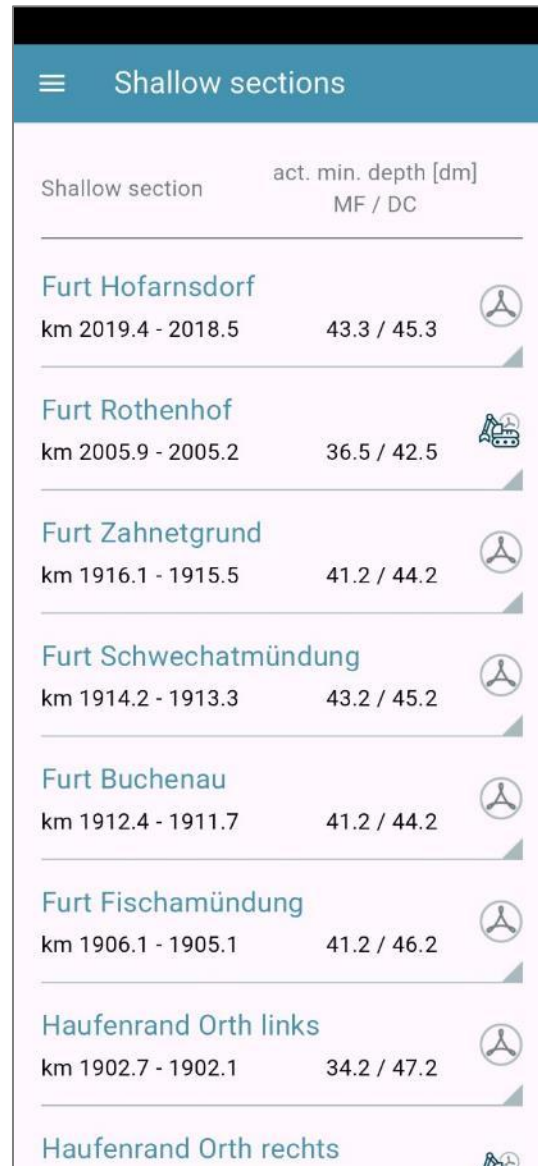 Shallow sections
Shallow section
act. min. depth [dm]
MF / DC
Furt Hofarnsdorf
km 2019.4 - 2018.5 43.3 / 45.3
Furt Rothenhof
km 2005.9 - 2005.2 36.5 / 42.5
Furt Zahnetgrund
km 1916.1 - 1915.5 41.2 / 44.2
Furt Schwechatmündung
km 1914.2 - 1913.3 43.2 / 45.2
Furt Buchenau
km 1912.4 - 1911.7 41.2 / 44.2
Furt Fischamündung
km 1906.1 - 1905.1 41.2 / 46.2
Haufenrand Orth links
km 1902.7 - 1902.1 34.2 / 47.2
Haufenrand Orth rechts